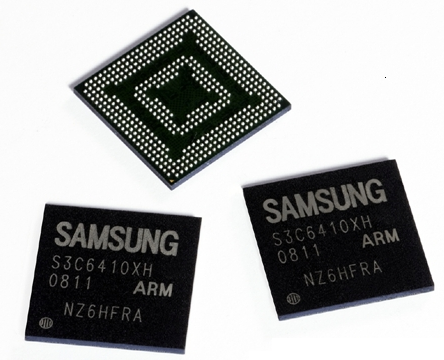 SAMSUNG
S3C6410XH
0811 ARM
NZ6HFRA
SAMSUNG
S3C6410XH
0811 ARM
NZ6HFRA